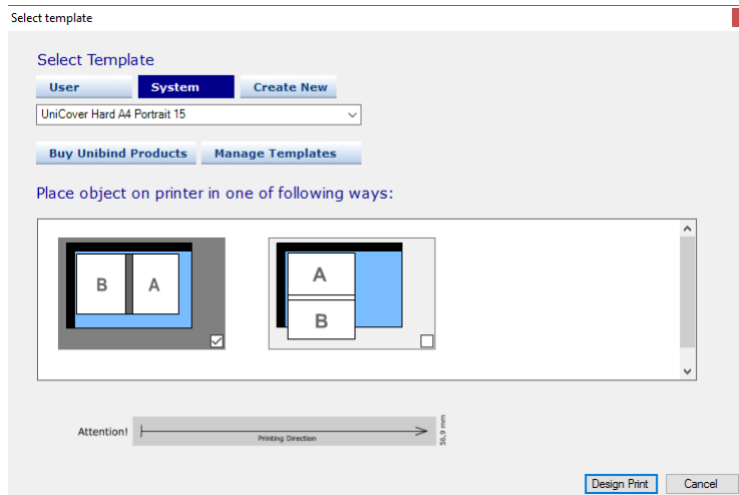 Select template
Select Template
User System Create New
UniCover Hard A4 Portrait 15
Buy Unibind Products Manage Templates
Place object on printer in one of following ways:
B A
A
B
Attention! Printing Direction 56,9 mm
Design Print Cancel